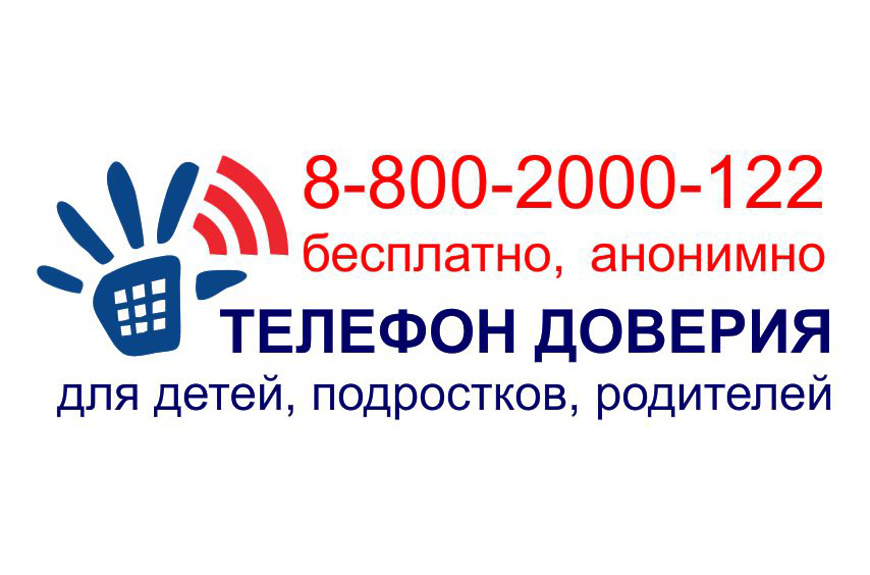 8-800-2000-122
бесплатно, анонимно
ТЕЛЕФОН ДОВЕРИЯ
для детей, подростков, родителей